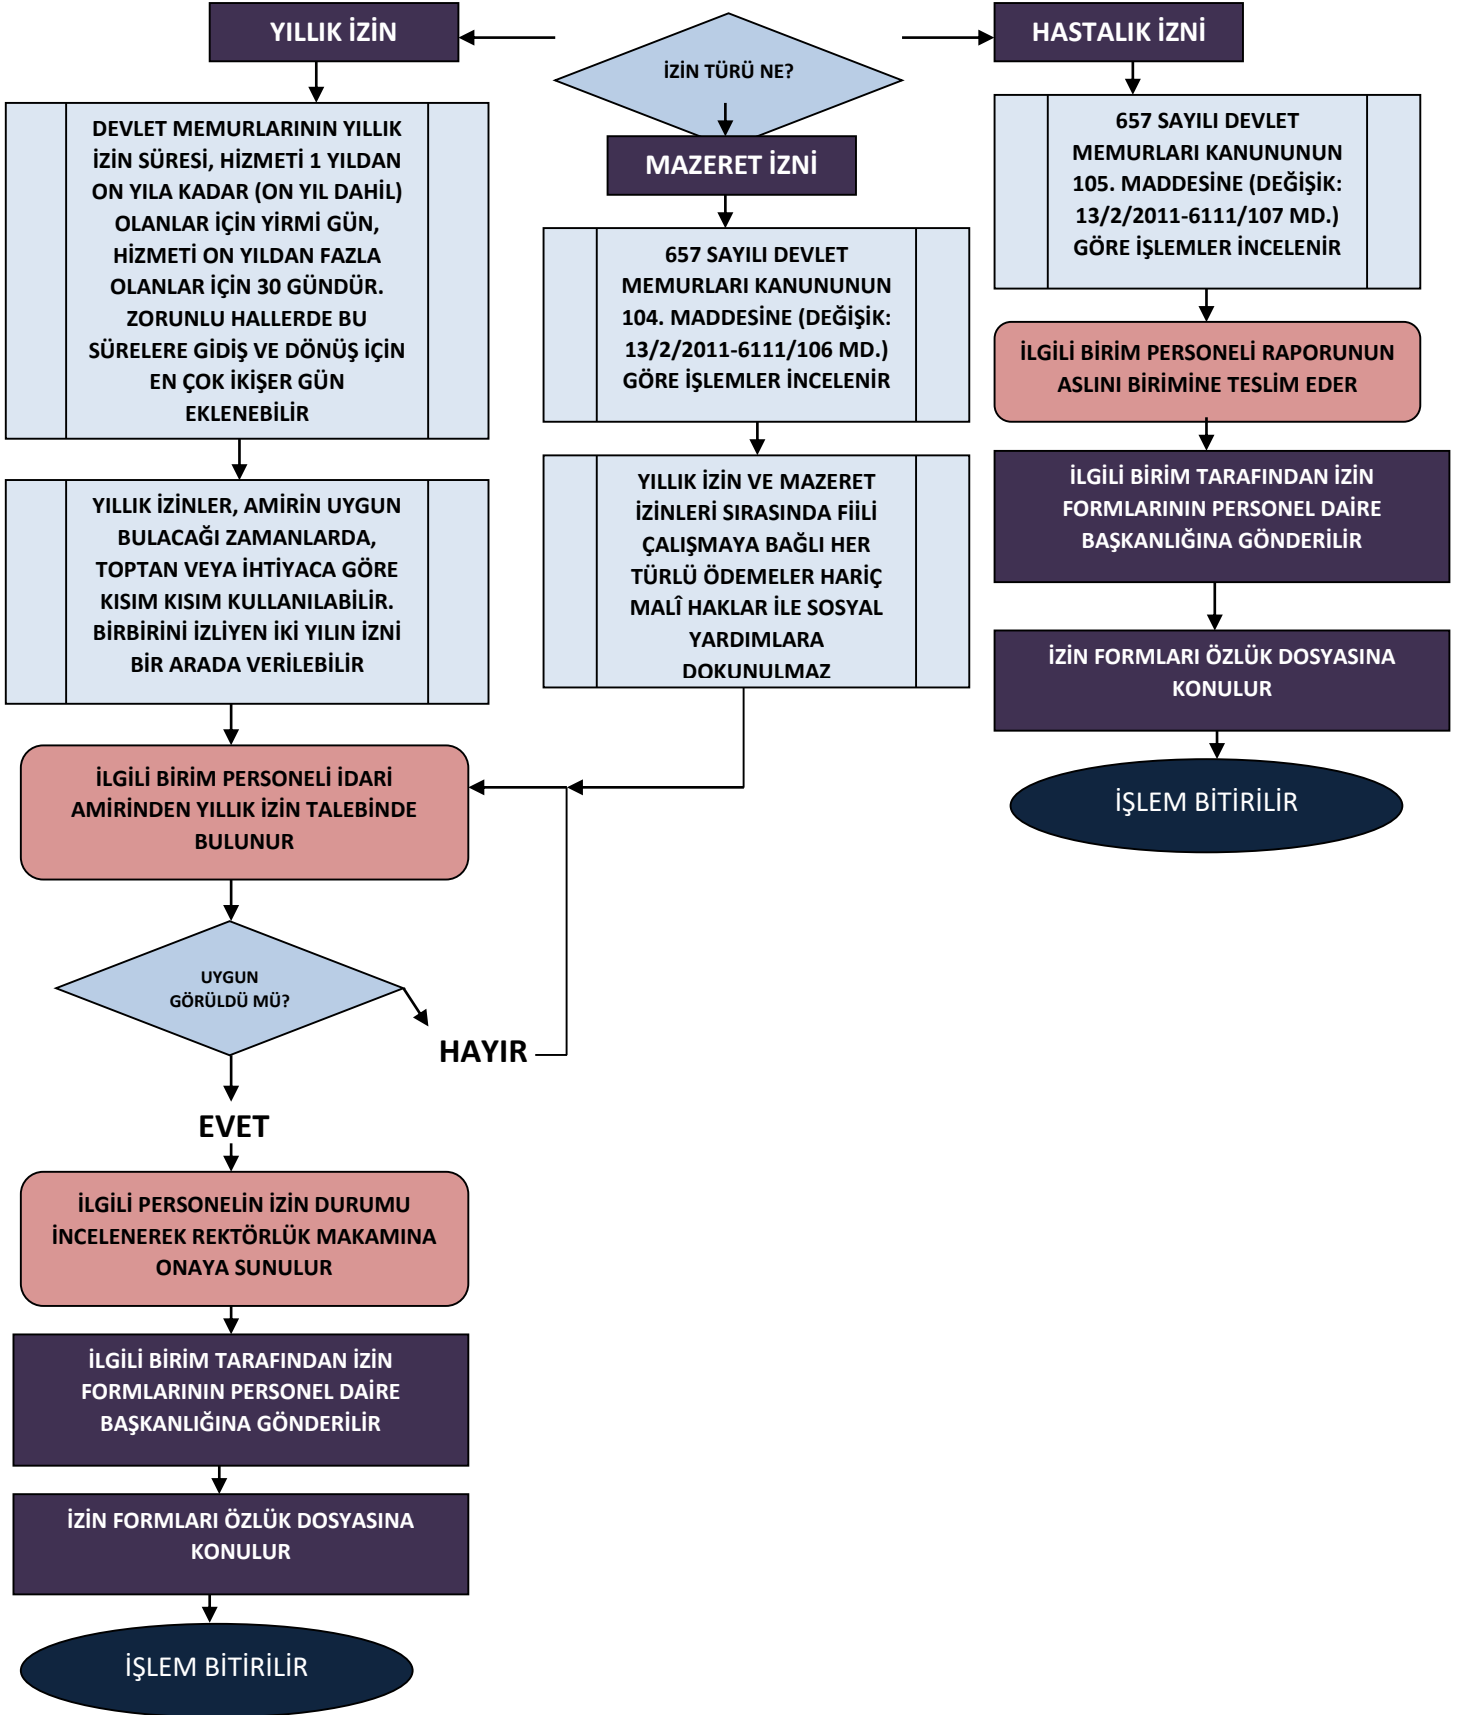 İZİN TÜRÜ NE?
YILLIK İZİN
DEVLET MEMURLARININ YILLIK
İZİN SÜRESİ, HİZMETİ 1 YILDAN
ON YILA KADAR (ON YIL DAHİL)
OLANLAR İÇİN YİRMİ GÜN,
HİZMETİ ON YILDAN FAZLA
OLANLAR İÇİN 30 GÜNDÜR.
ZORUNLU HALLERDE BU
SÜRELERE GİDİŞ VE DÖNÜŞ İÇİN
EN ÇOK İKİŞER GÜN
EKLENEBİLİR
YILLIK İZİNLER, AMİRİN UYGUN
BULACAĞI ZAMANLARDA,
TOPTAN VEYA İHTİYACA GÖRE
KISIM KISIM KULLANILABİLİR.
BİRBİRİNİ İZLİYEN İKİ YILIN İZNİ
BİR ARADA VERİLEBİLİR
MAZERET İZNİ
657 SAYILI DEVLET
MEMURLARI KANUNUNUN
104. MADDESİNE (DEĞİŞİK:
13/2/2011-6111/106 MD.)
GÖRE İŞLEMLER İNCELENİR
YILLIK İZİN VE MAZERET
İZİNLERİ SIRASINDA FİİLİ
ÇALIŞMAYA BAĞLI HER
TÜRLÜ ÖDEMELER HARİÇ
MALÎ HAKLAR İLE SOSYAL
YARDIMLARA
DOKUNULMAZ
HASTALIK İZNİ
657 SAYILI DEVLET
MEMURLARI KANUNUNUN
105. MADDESİNE (DEĞİŞİK:
13/2/2011-6111/107 MD.)
GÖRE İŞLEMLER İNCELENİR
İLGİLİ BİRİM PERSONELİ RAPORUNUN
ASLINI BİRİMİNE TESLİM EDER
İLGİLİ BİRİM TARAFINDAN İZİN
FORMLARININ PERSONEL DAİRE
BAŞKANLIĞINA GÖNDERİLİR
İZİN FORMLARI ÖZLÜK DOSYASINA
KONULUR
İŞLEM BİTİRİLİR
İLGİLİ BİRİM PERSONELİ İDARİ
AMİRİNDEN YILLIK İZİN TALEBİNDE
BULUNUR
UYGUN
GÖRÜLDÜ MÜ?
HAYIR
EVET
İLGİLİ PERSONELİN İZİN DURUMU
İNCELENEREK REKTÖRLÜK MAKAMINA
ONAYA SUNULUR
İLGİLİ BİRİM TARAFINDAN İZİN
FORMLARININ PERSONEL DAİRE
BAŞKANLIĞINA GÖNDERİLİR
İZİN FORMLARI ÖZLÜK DOSYASINA
KONULUR
İŞLEM BİTİRİLİR